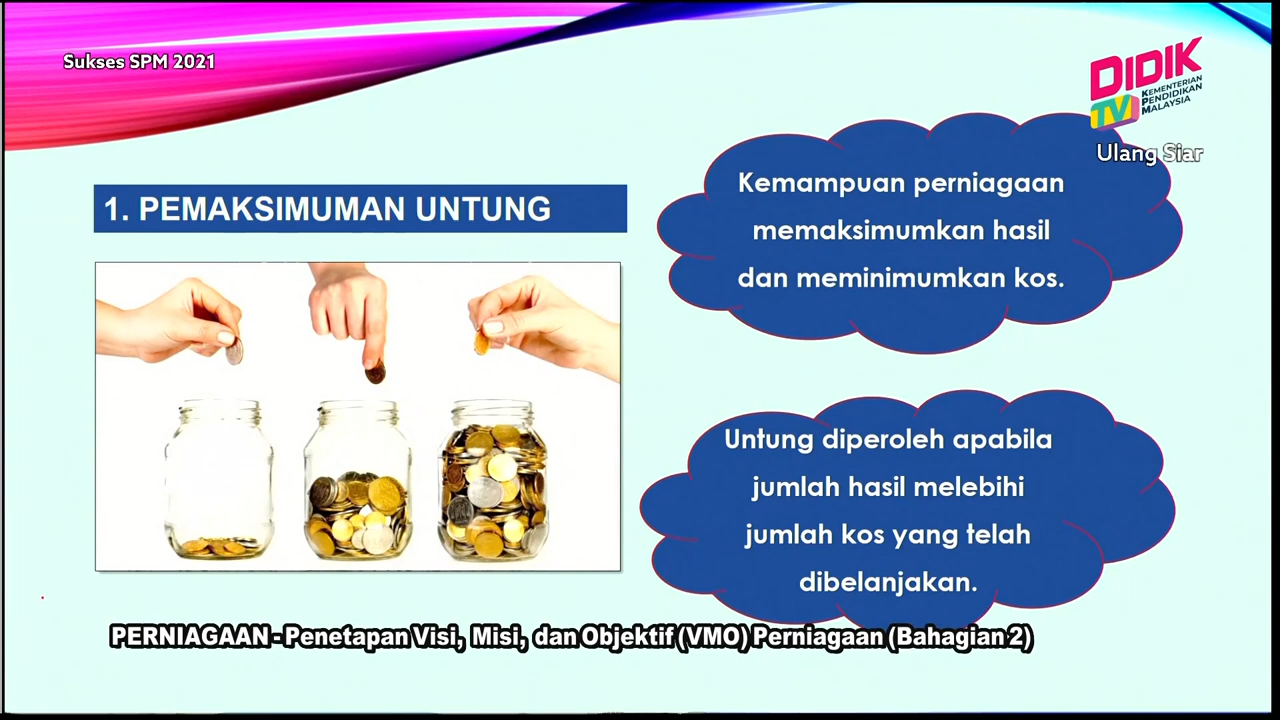 Sukses SPM 2021
DIDIK
TV
KEMENTERIAN
PENDIDIKAN
MALAYSIA
Ulang Siar
1. PEMAKSIMUMAN UNTUNG
Kemampuan perniagaan
memaksimumkan hasil
dan meminimumkan kos.
Untung diperoleh apabila
jumlah hasil melebihi
jumlah kos yang telah
dibelanjakan.
PERNIAGAAN - Penetapan Visi, Misi, dan Objektif (VMO) Perniagaan (Bahagian 2)